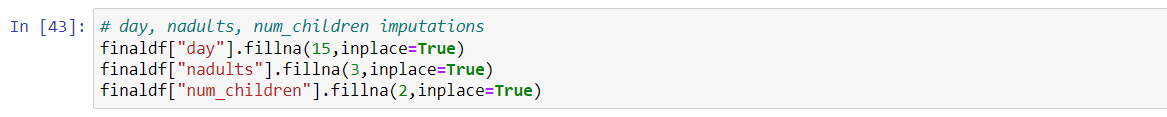 In [43]: # day, nadults, num_children imputations
finaldf["day"].fillna(15,inplace=True)
finaldf["nadults"].fillna(3,inplace=True)
finaldf["num_children"].fillna(2,inplace=True)